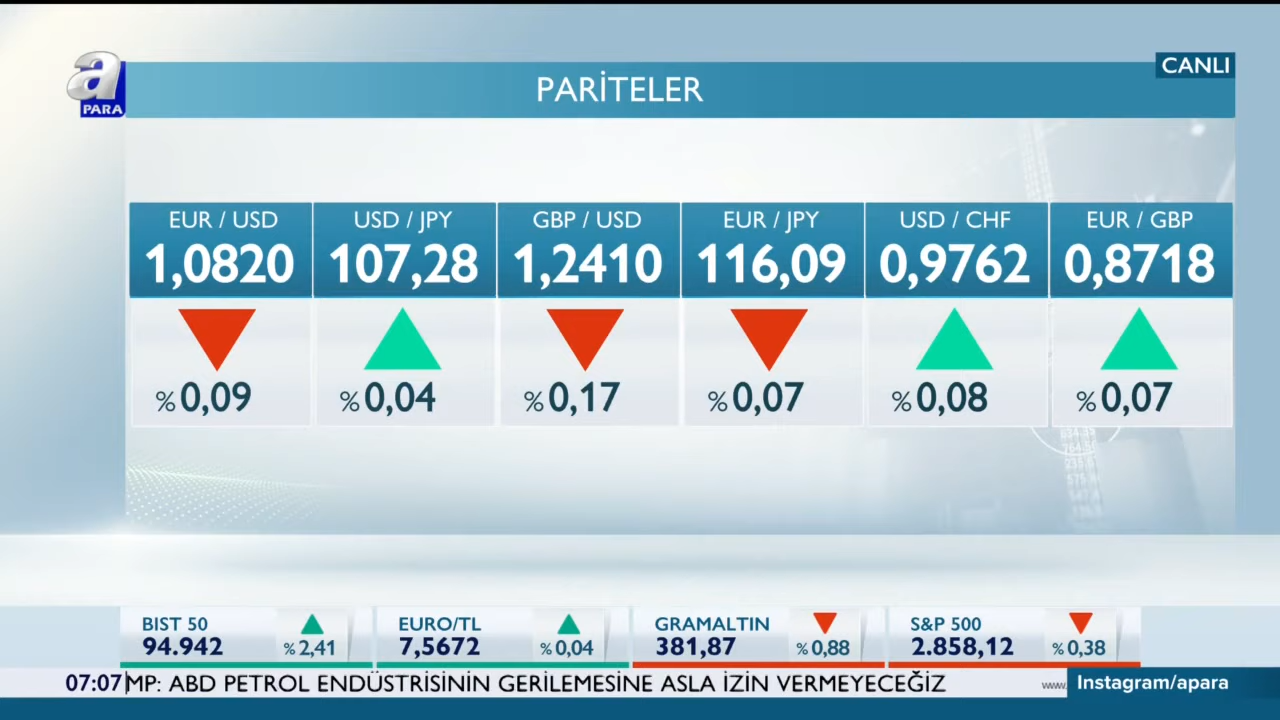 a
PARA
PARİTELER
CANLI
EUR / USD
1,0820
% 0,09
USD / JPY
107,28
% 0,04
GBP / USD
1,2410
% 0,17
EUR / JPY
116,09
% 0,07
USD / CHF
0,9762
% 0,08
EUR / GBP
0,8718
% 0,07
BIST 50
94.942
% 2,41
EURO/TL
7,5672
% 0,04
GRAMALTIN
381,87
% 0,88
S&P 500
2.858,12
% 0,38
07:07 MP: ABD PETROL ENDÜSTRİSİNİN GERİLEMESİNE ASLA İZİN VERMEYECEĞİZ
www.
Instagram/apara